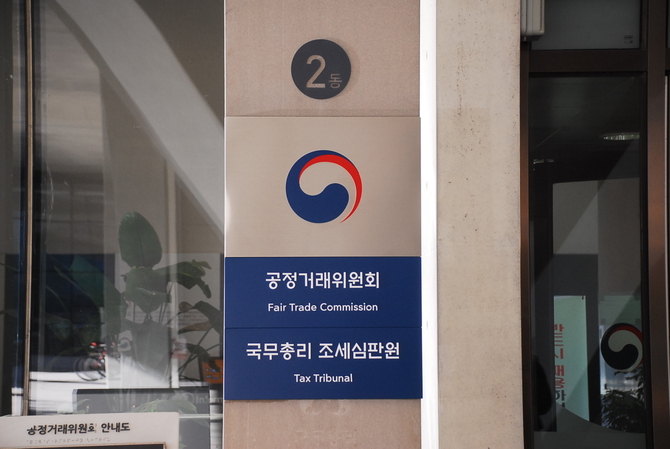 2동
공정거래위원회
Fair Trade Commission
국무총리 조세심판원
Tax Tribunal
공정거래위원회 안내도